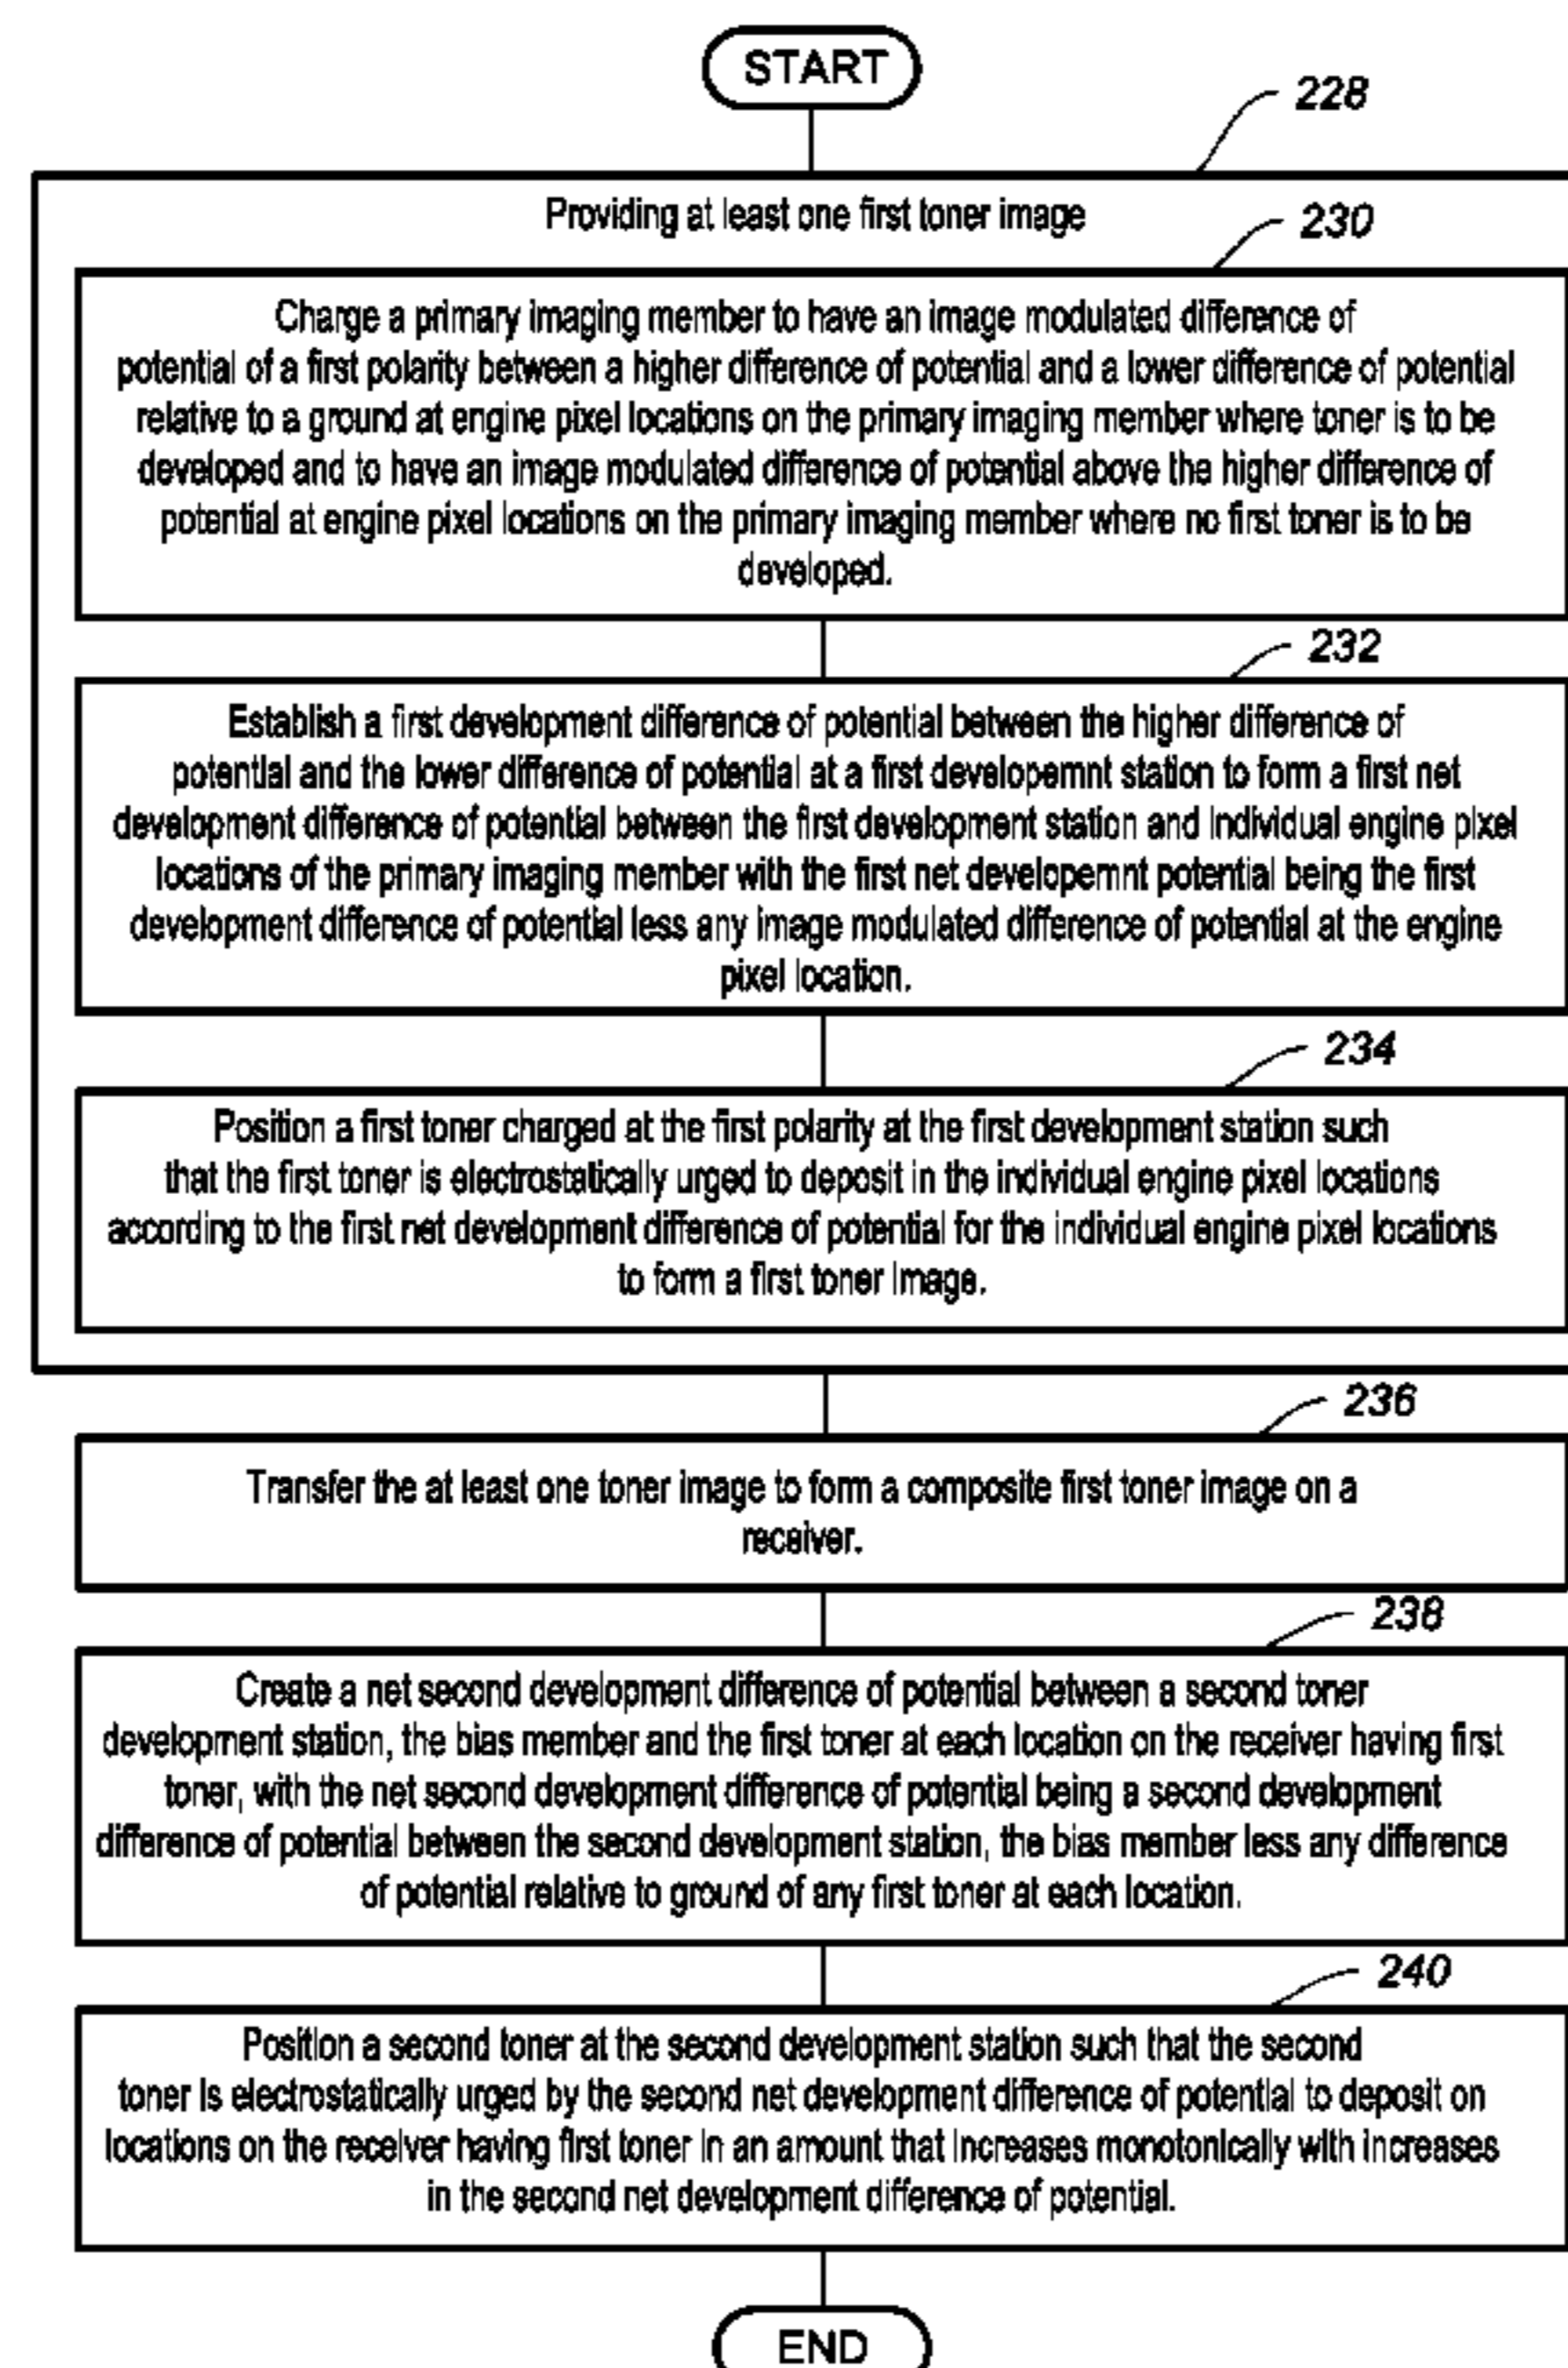 START
228
Providing at least one first toner image
230
Charge a primary imaging member to have an image modulated difference of
potential of a first polarity between a higher difference of potential and a lower difference of potential
relative to a ground at engine pixel locations on the primary imaging member where toner is to be
developed and to have an image modulated difference of potential above the higher difference of
potential at engine pixel locations on the primary imaging member where no first toner is to be
developed.
232
Establish a first development difference of potential between the higher difference of
potential and the lower difference of potential at a first developemnt station to form a first net
development difference of potential between the first development station and individual engine pixel
locations of the primary imaging member with the first net developemnt potential being the first
development difference of potential less any image modulated difference of potential at the engine
pixel location.
234
Position a first toner charged at the first polarity at the first development station such
that the first toner is electrostatically urged to deposit in the individual engine pixel locations
according to the first net development difference of potential for the individual engine pixel locations
to form a first toner image.
236
Transfer the at least one toner image to form a composite first toner image on a
receiver.
238
Create a net second development difference of potential between a second toner
development station, the bias member and the first toner at each location on the receiver having first
toner, with the net second development difference of potential being a second development
difference of potential between the second development station, the bias member less any difference
of potential relative to ground of any first toner at each location.
240
Position a second toner at the second development station such that the second
toner is electrostatically urged by the second net development difference of potential to deposit on
locations on the receiver having first toner in an amount that increases monotonically with increases
in the second net development difference of potential.
END